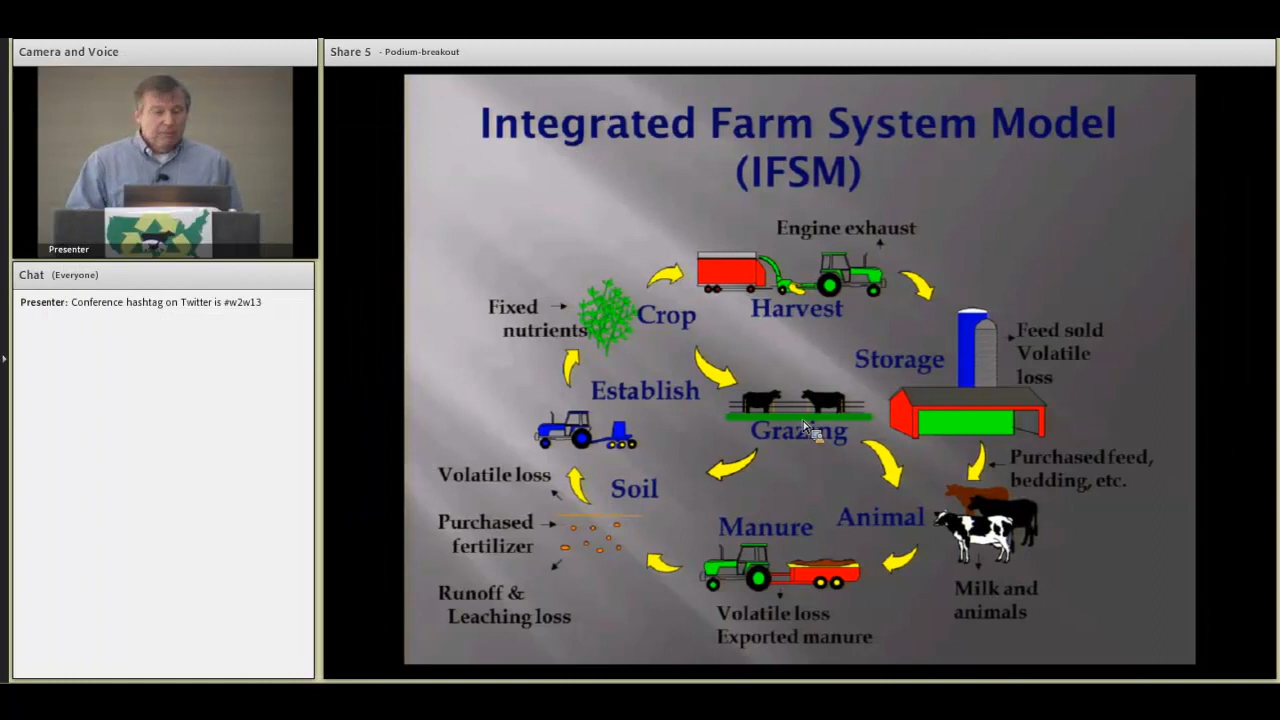 Camera and Voice
Share 5 - Podium-breakout
Presenter
Chat (Everyone)
Presenter: Conference hashtag on Twitter is #w2w13
Integrated Farm System Model
(IFSM)
Engine exhaust
Fixed
nutrients
Crop
Harvest
Storage
Feed sold
Volatile
loss
Establish
Grazing
Purchased feed,
bedding, etc.
Volatile loss
Soil
Purchased
fertilizer
Manure
Animal
Runoff &
Leaching loss
Volatile loss
Exported manure
Milk and
animals